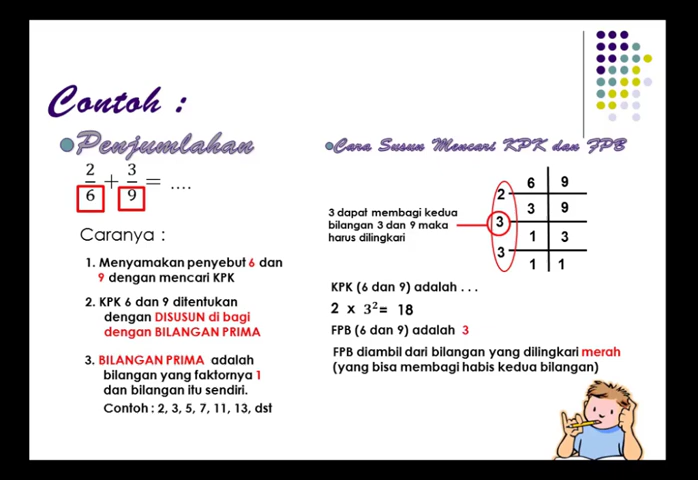 Contoh :
Penjumlahan
2/6 + 3/9 = ....
Caranya :
1. Menyamakan penyebut 6 dan
9 dengan mencari KPK
2. KPK 6 dan 9 ditentukan
dengan DISUSUN di bagi
dengan BILANGAN PRIMA
3. BILANGAN PRIMA adalah
bilangan yang faktornya 1
dan bilangan itu sendiri.
Contoh : 2, 3, 5, 7, 11, 13, dst
Cara Susun Mencari KPK dan FPB
6 9
2
3 9
3
1 3
3
1 1
3 dapat membagi kedua
bilangan 3 dan 9 maka
harus dilingkari
KPK (6 dan 9) adalah . . .
2 x 3²= 18
FPB (6 dan 9) adalah 3
FPB diambil dari bilangan yang dilingkari merah
(yang bisa membagi habis kedua bilangan)